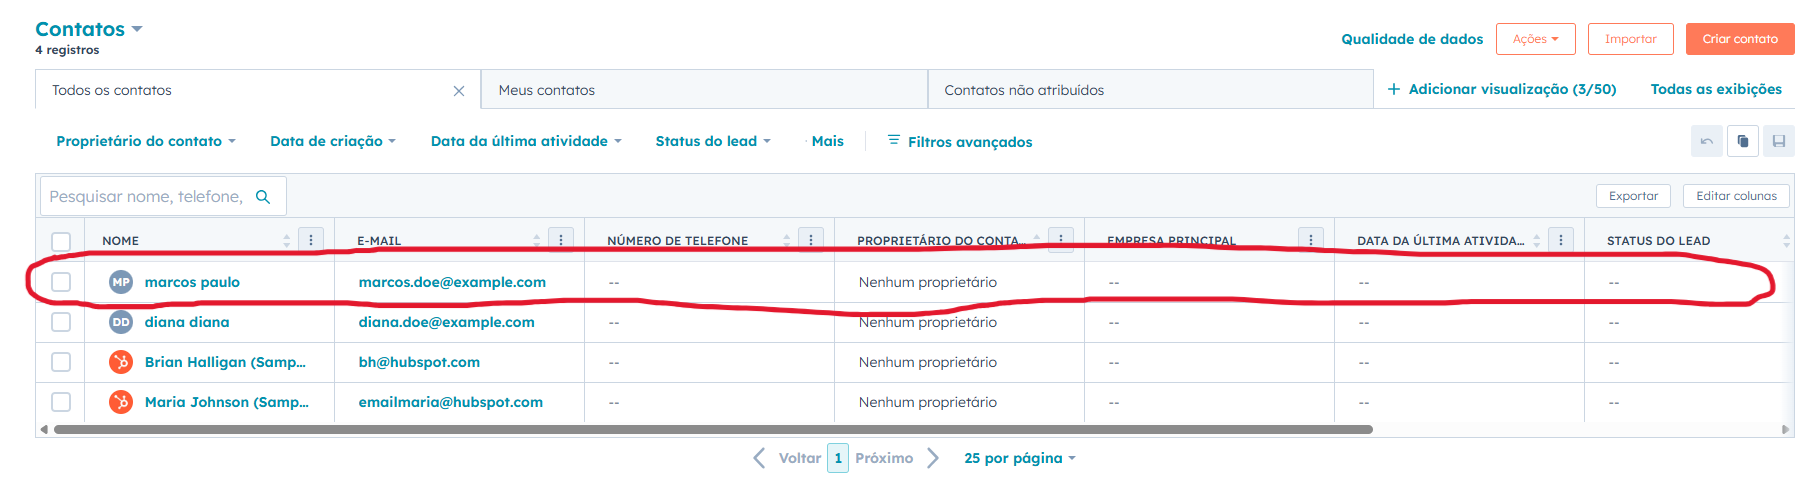 Contatos
4 registros
Qualidade de dados
Ações
Importar
Criar contato
Todos os contatos
Meus contatos
Contatos não atribuídos
+ Adicionar visualização (3/50)
Todas as exibições
Proprietário do contato
Data de criação
Data da última atividade
Status do lead
Mais
Filtros avançados
Pesquisar nome, telefone,
Exportar
Editar colunas
NOME E-MAIL NÚMERO DE TELEFONE PROPRIETÁRIO DO CONTA... EMPRESA PRINCIPAL DATA DA ÚLTIMA ATIVIDA... STATUS DO LEAD
MP marcos paulo marcos.doe@example.com -- Nenhum proprietário -- -- --
DD diana diana diana.doe@example.com -- Nenhum proprietário -- -- --
Brian Halligan (Samp... bh@hubspot.com -- Nenhum proprietário -- -- --
Maria Johnson (Samp... emailmaria@hubspot.com -- Nenhum proprietário -- -- --
Voltar 1 Próximo 25 por página